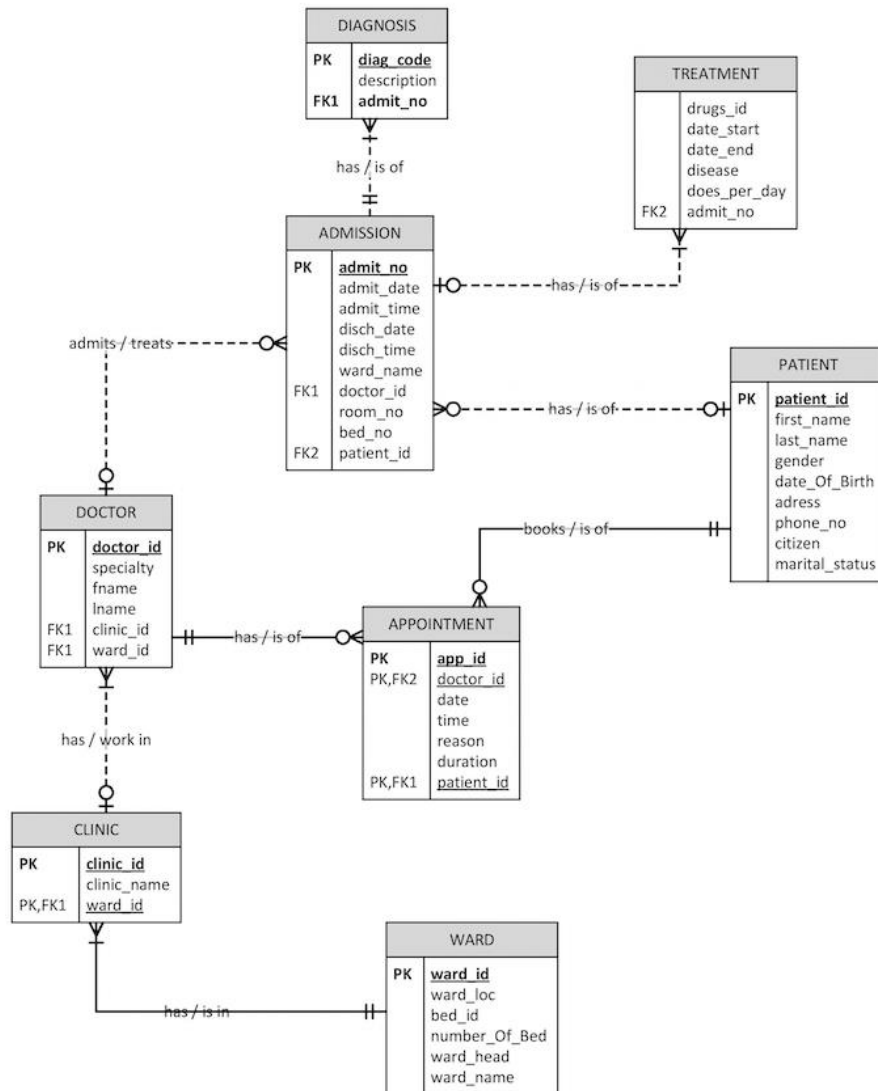 DIAGNOSIS
PK diag_code
description
FK1 admit_no
TREATMENT
drugs_id
date_start
date_end
disease
does_per_day
FK2 admit_no
has / is of
ADMISSION
PK admit_no
admit_date
admit_time
disch_date
disch_time
ward_name
FK1 doctor_id
room_no
bed_no
FK2 patient_id
has / is of
admits / treats
has / is of
PATIENT
PK patient_id
first_name
last_name
gender
date_Of_Birth
adress
phone_no
citizen
marital_status
books / is of
DOCTOR
PK doctor_id
specialty
fname
lname
FK1 clinic_id
FK1 ward_id
has / is of
APPOINTMENT
PK app_id
PK,FK2 doctor_id
date
time
reason
duration
PK,FK1 patient_id
has / work in
CLINIC
PK clinic_id
clinic_name
PK,FK1 ward_id
has / is in
WARD
PK ward_id
ward_loc
bed_id
number_Of_Bed
ward_head
ward_name